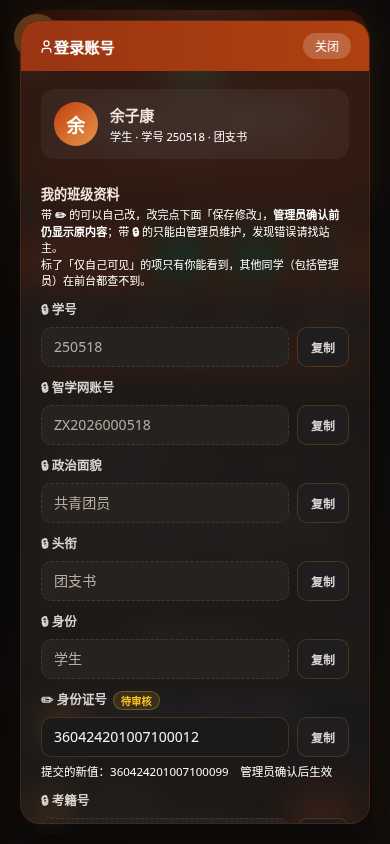 登录账号
关闭
余
余子康
学生 · 学号 250518 · 团支书
我的班级资料
带 ✏ 的可以自己改，改完点下面「保存修改」，管理员确认前
仍显示原内容；带 🔒 的只能由管理员维护，发现错误请找站
主。
标了「仅自己可见」的项只有你能看到，其他同学（包括管理
员）在前台都查不到。
🔒 学号
250518
复制
🔒 智学网账号
ZX2026000518
复制
🔒 政治面貌
共青团员
复制
🔒 头衔
团支书
复制
🔒 身份
学生
复制
✏ 身份证号 待审核
360424201007100012
复制
提交的新值：360424201007100099 管理员确认后生效
🔒 考籍号